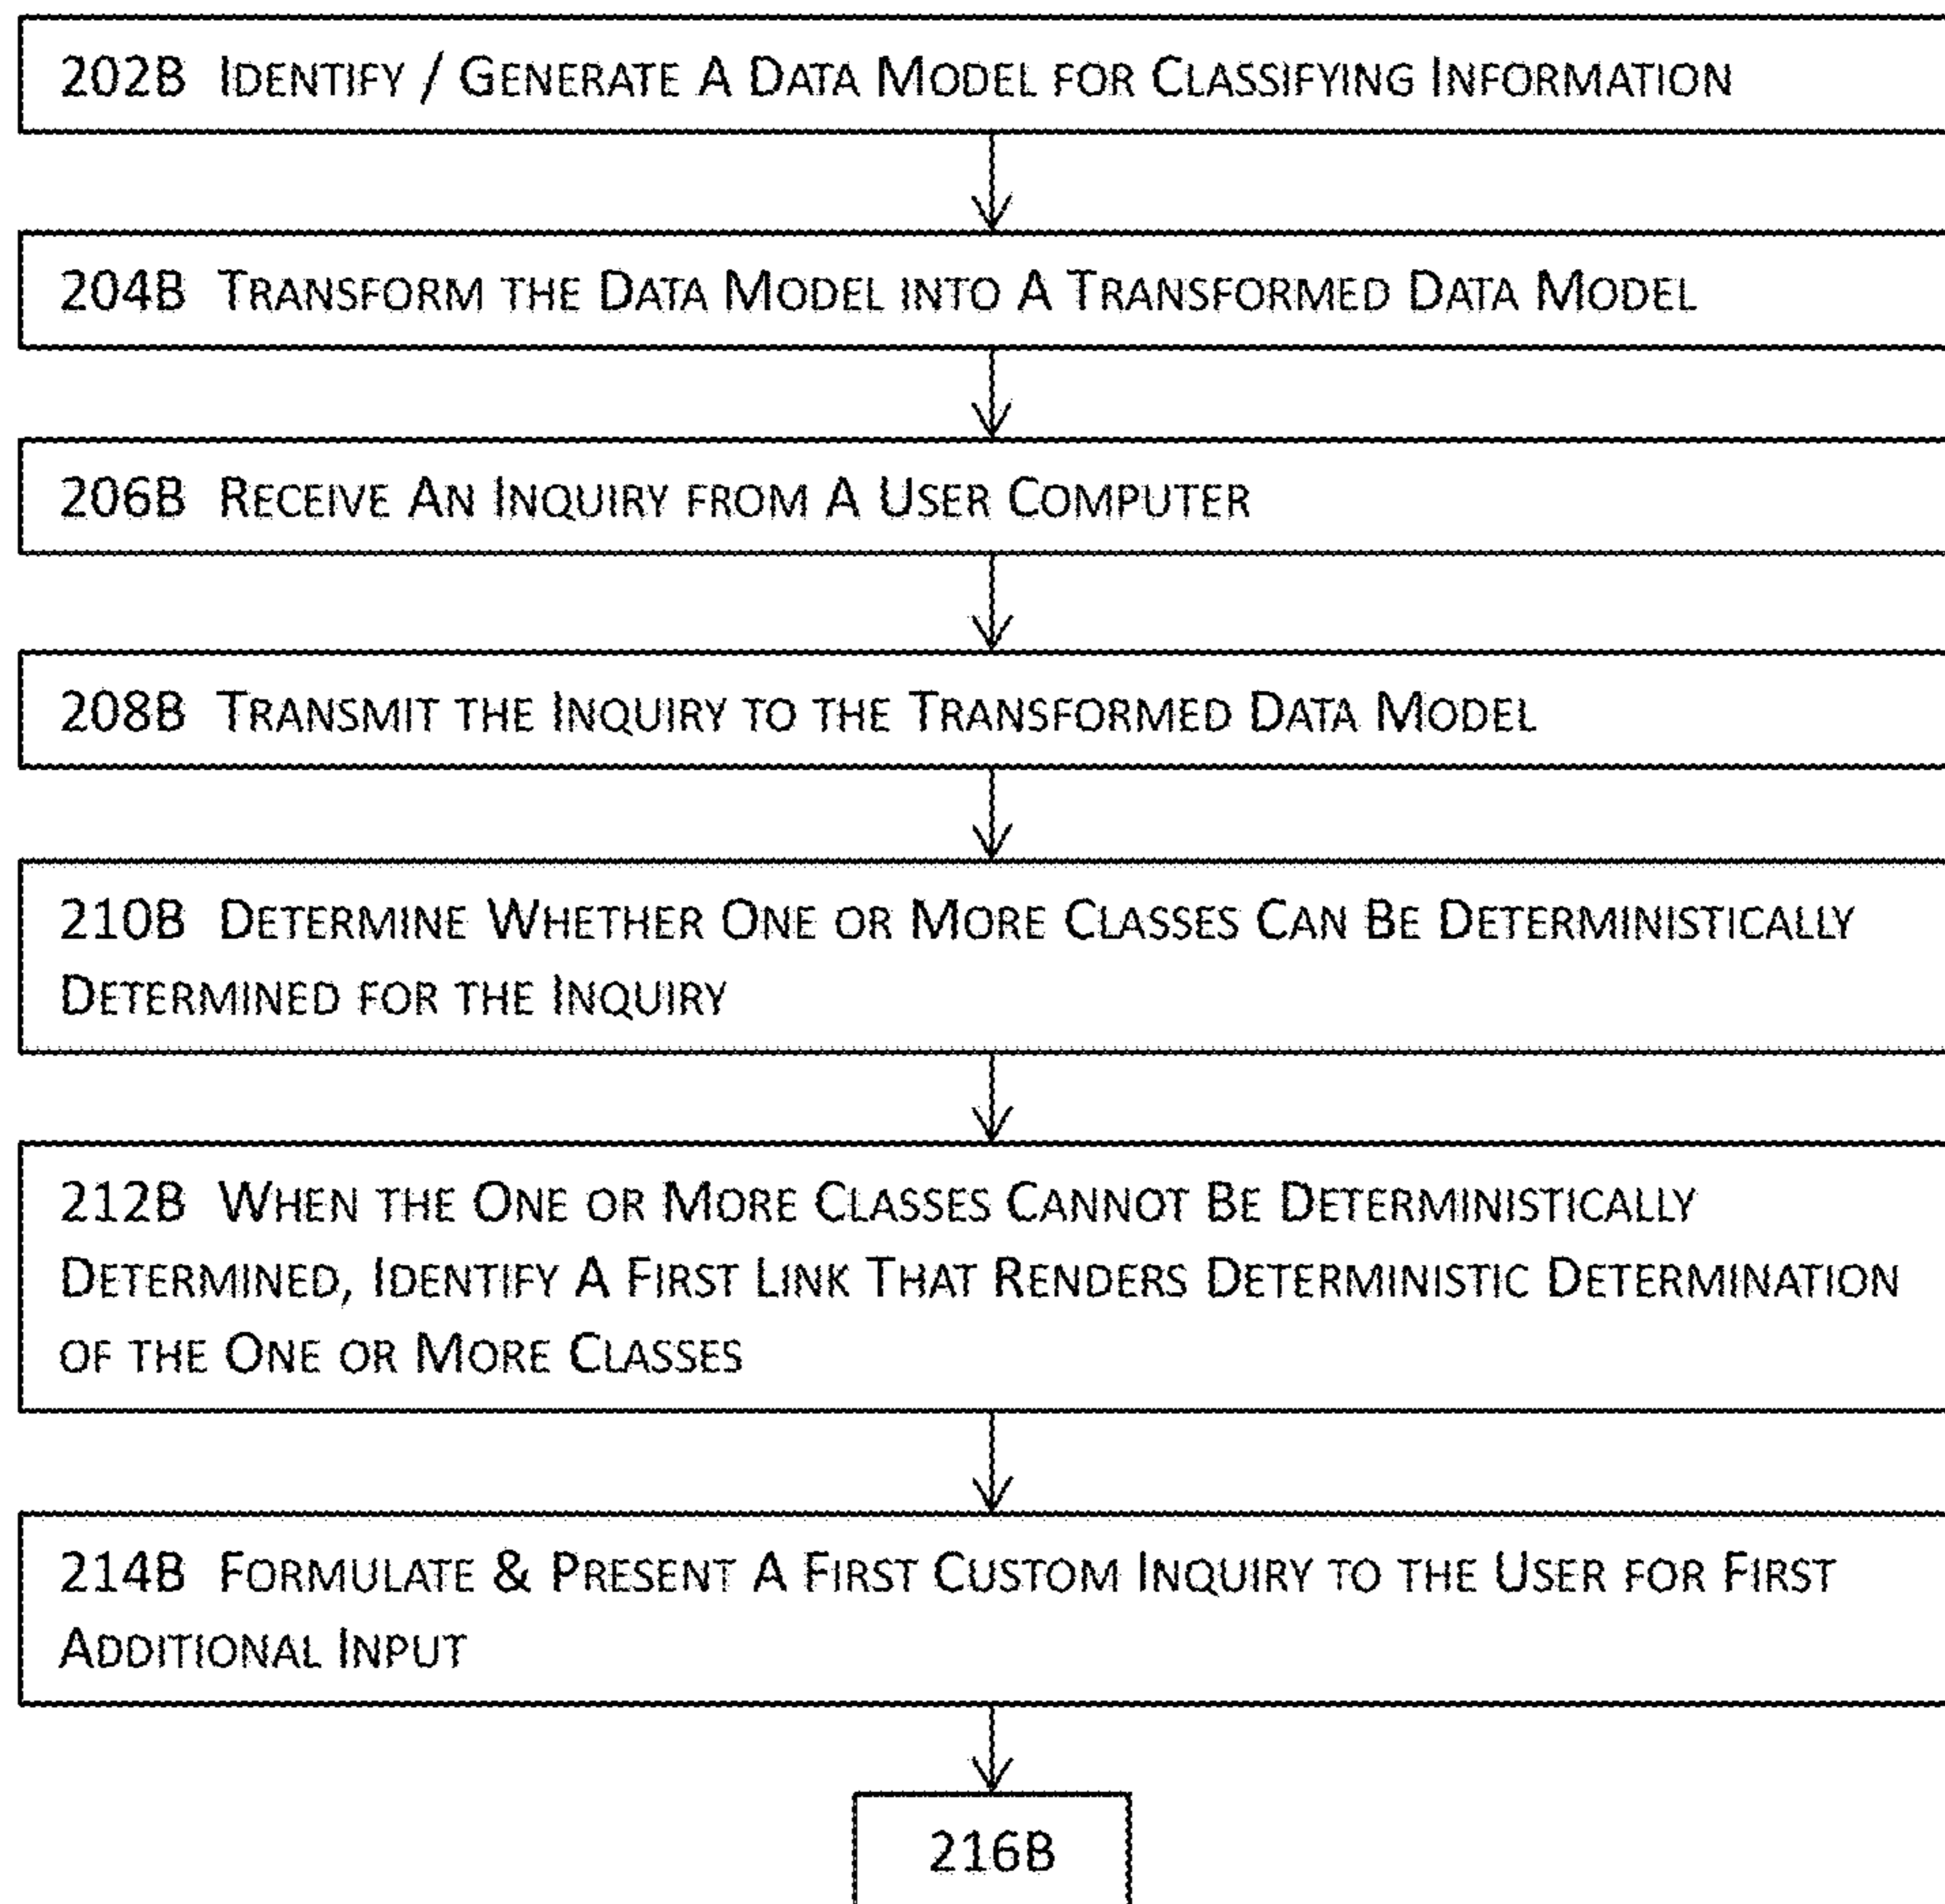 202B IDENTIFY / GENERATE A DATA MODEL FOR CLASSIFYING INFORMATION
204B TRANSFORM THE DATA MODEL INTO A TRANSFORMED DATA MODEL
206B RECEIVE AN INQUIRY FROM A USER COMPUTER
208B TRANSMIT THE INQUIRY TO THE TRANSFORMED DATA MODEL
210B DETERMINE WHETHER ONE OR MORE CLASSES CAN BE DETERMINISTICALLY
DETERMINED FOR THE INQUIRY
212B WHEN THE ONE OR MORE CLASSES CANNOT BE DETERMINISTICALLY
DETERMINED, IDENTIFY A FIRST LINK THAT RENDERS DETERMINISTIC DETERMINATION
OF THE ONE OR MORE CLASSES
214B FORMULATE & PRESENT A FIRST CUSTOM INQUIRY TO THE USER FOR FIRST
ADDITIONAL INPUT
216B